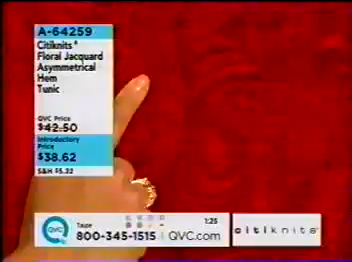 A-64259
Citiknits®
Floral Jacquard
Asymmetrical
Hem
Tunic
QVC Price
$42.50
Introductory
Price
$38.62
S&H $5.22
QVC
TAUPE
1:25
800-345-1515 | QVC.com
citiknits®